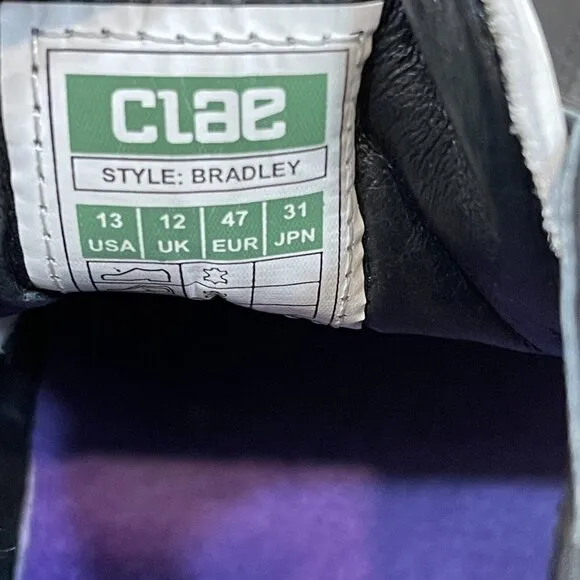 clae
STYLE: BRADLEY
13 12 47 31
USA UK EUR JPN